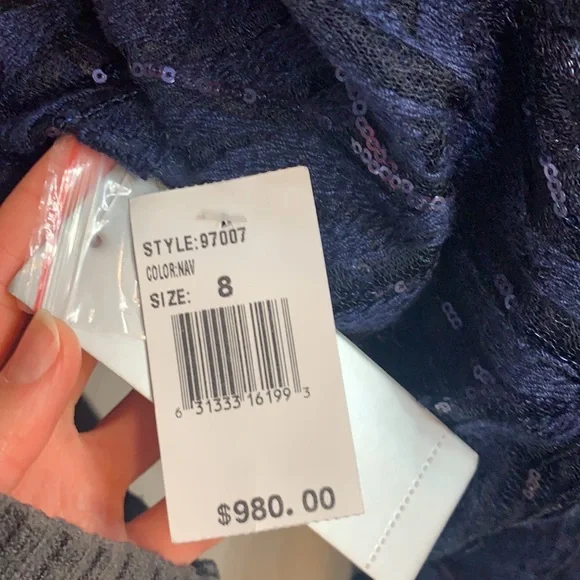 STYLE:97007
COLOR:NAV
SIZE: 8
6 31333 16199 3
$980.00